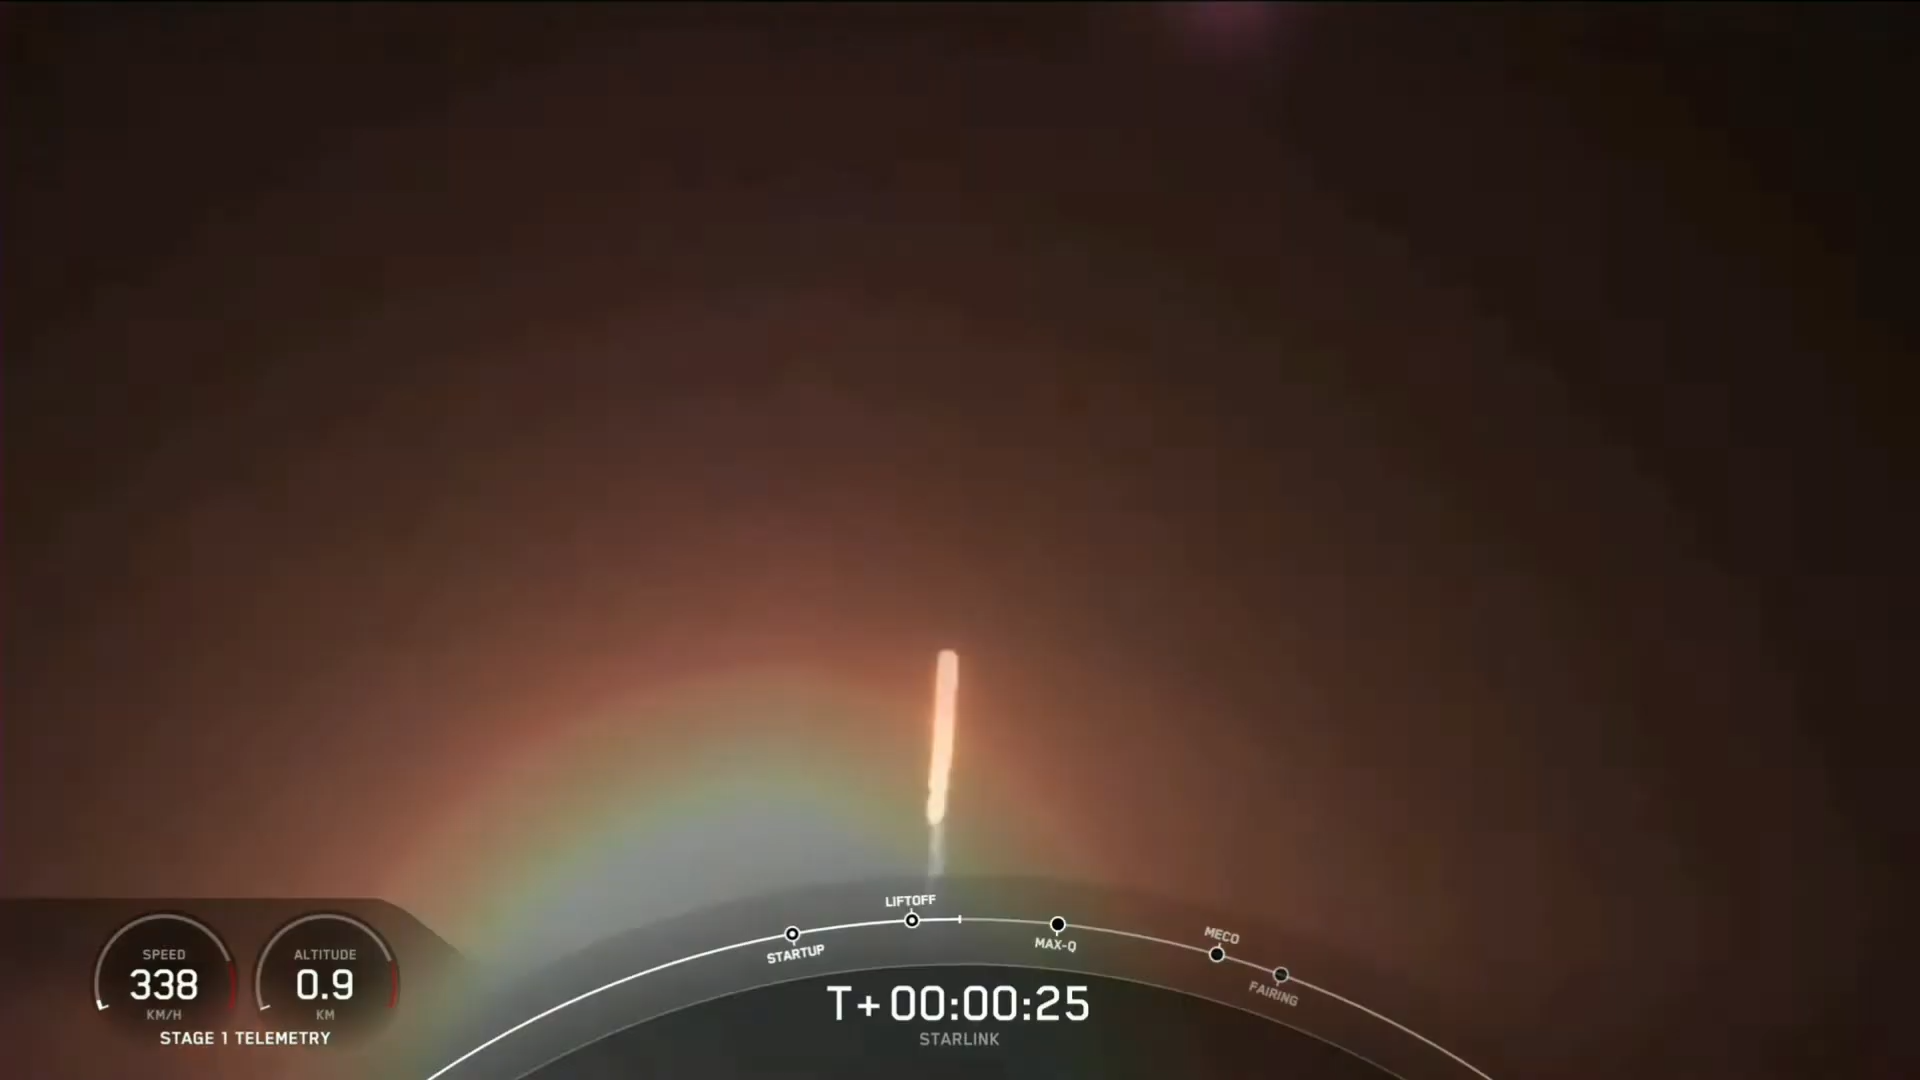 LIFTOFF
STARTUP
MAX-Q
MECO
FAIRING
SPEED
338
KM/H
ALTITUDE
0.9
KM
STAGE 1 TELEMETRY
T+00:00:25
STARLINK